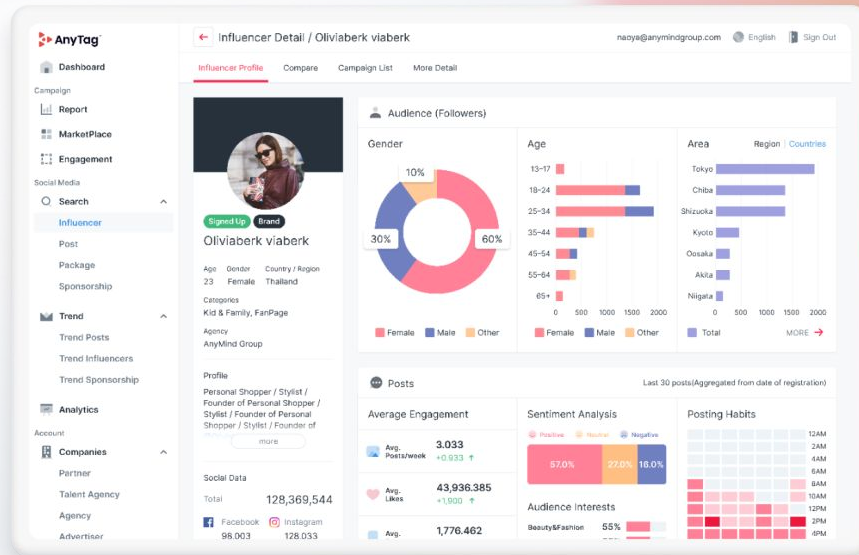 AnyTag
Dashboard
Campaign
Report
MarketPlace
Engagement
Social Media
Search
Influencer
Post
Package
Sponsorship
Trend
Trend Posts
Trend Influencers
Trend Sponsorship
Analytics
Account
Companies
Partner
Talent Agency
Agency
Advertiser
Influencer Detail / Oliviaberk viaberk
naoya@anymindgroup.com English Sign Out
Influencer Profile Compare Campaign List More Detail
Signed Up Brand
Oliviaberk viaberk
Age Gender Country / Region
23 Female Thailand
Categories
Kid & Family, FanPage
Agency
AnyMind Group
Profile
Personal Shopper / Stylist /
Founder of Personal Shopper /
Stylist / Founder of Personal
Shopper / Stylist / Founder of
more
Social Data
Total 128,369,544
Facebook Instagram
98,003 128,033
Audience (Followers)
Gender
10%
30%
60%
Female Male Other
Age
13-17
18-24
25-34
35-44
45-54
55-64
65+
0 500 1000 1500 2000
Female Male Other
Area Region Countries
Tokyo
Chiba
Shizuoka
Kyoto
Oosaka
Akita
Niigata
0 500 1000 1500 2000
Total MORE
Posts Last 30 posts(Aggregated from date of registration)
Average Engagement
Avg.
Posts/week
3.033
+0.933
Avg.
Likes
43,936.385
+1,900
Avg.
1,776.462
Sentiment Analysis
Positive Neutral Negative
57.0% 27.0% 16.0%
Audience Interests
Beauty&Fashion 55%
Posting Habits
12AM
2AM
4AM
6AM
8AM
10AM
12PM
2PM
4PM